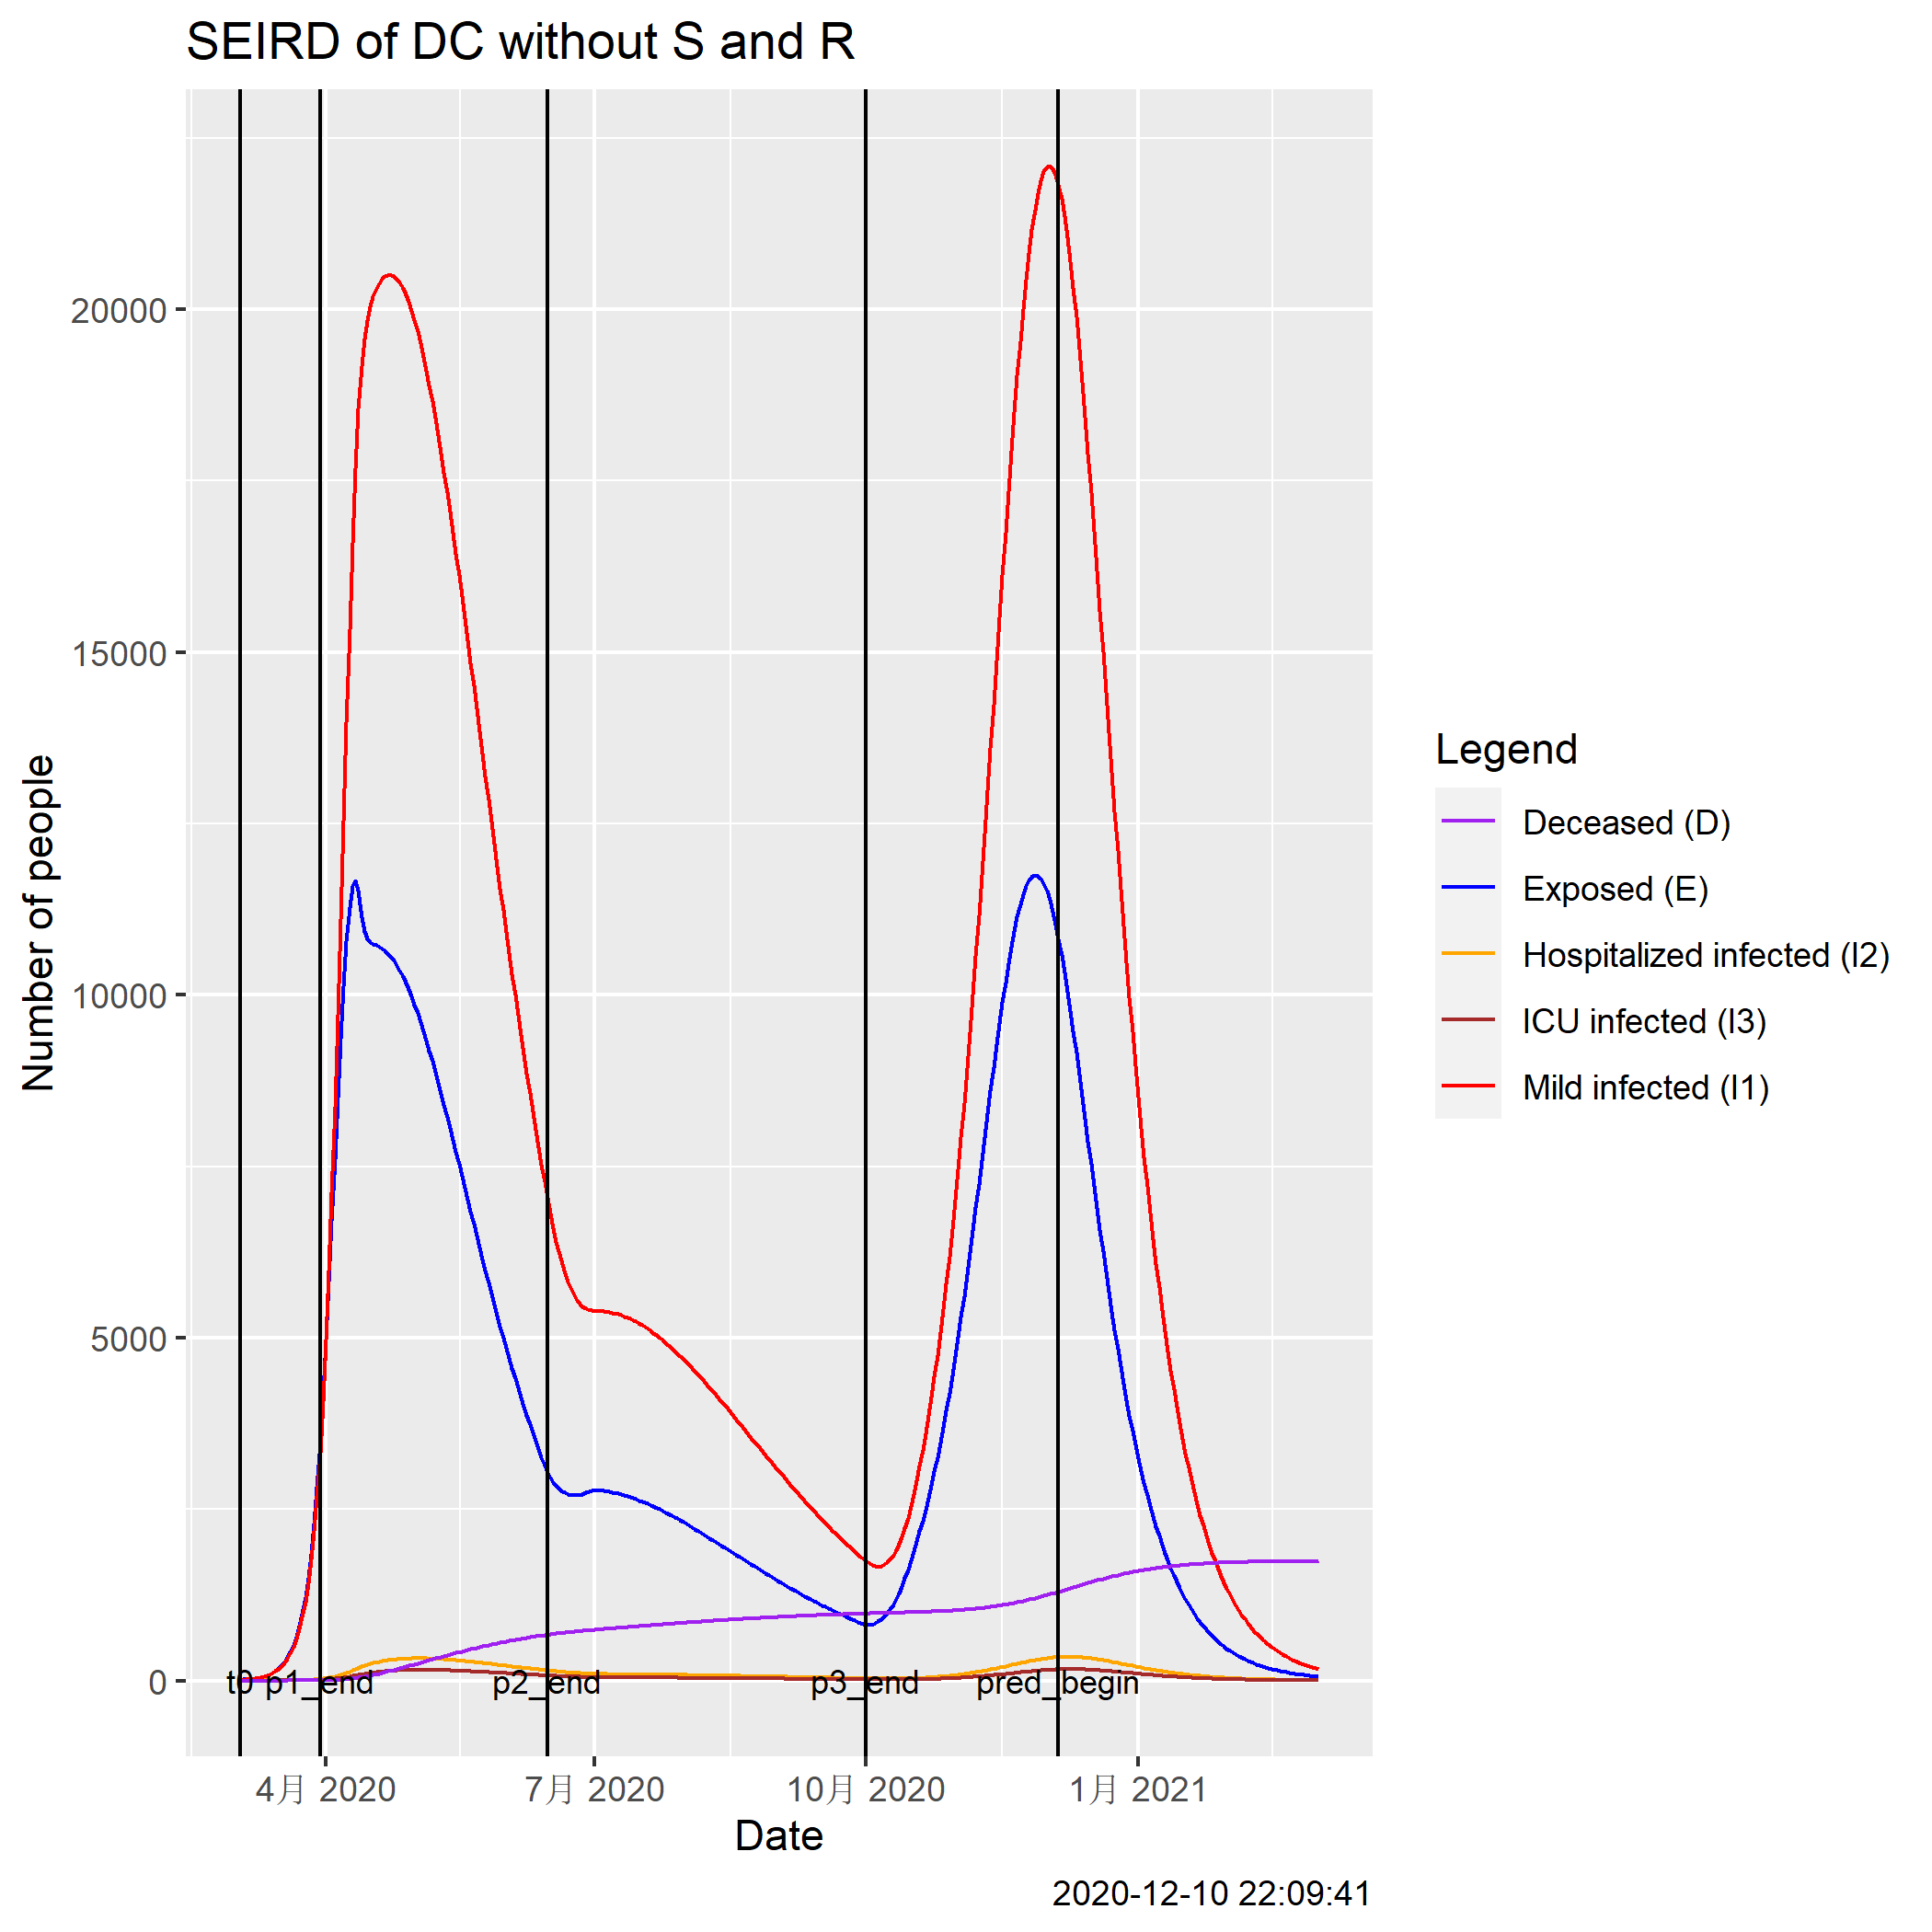 SEIRD of DC without S and R
Number of people
20000
15000
10000
5000
0
t0 p1_end p2_end p3_end pred_begin
4月 2020 7月 2020 10月 2020 1月 2021
Date
Legend
Deceased (D)
Exposed (E)
Hospitalized infected (I2)
ICU infected (I3)
Mild infected (I1)
2020-12-10 22:09:41